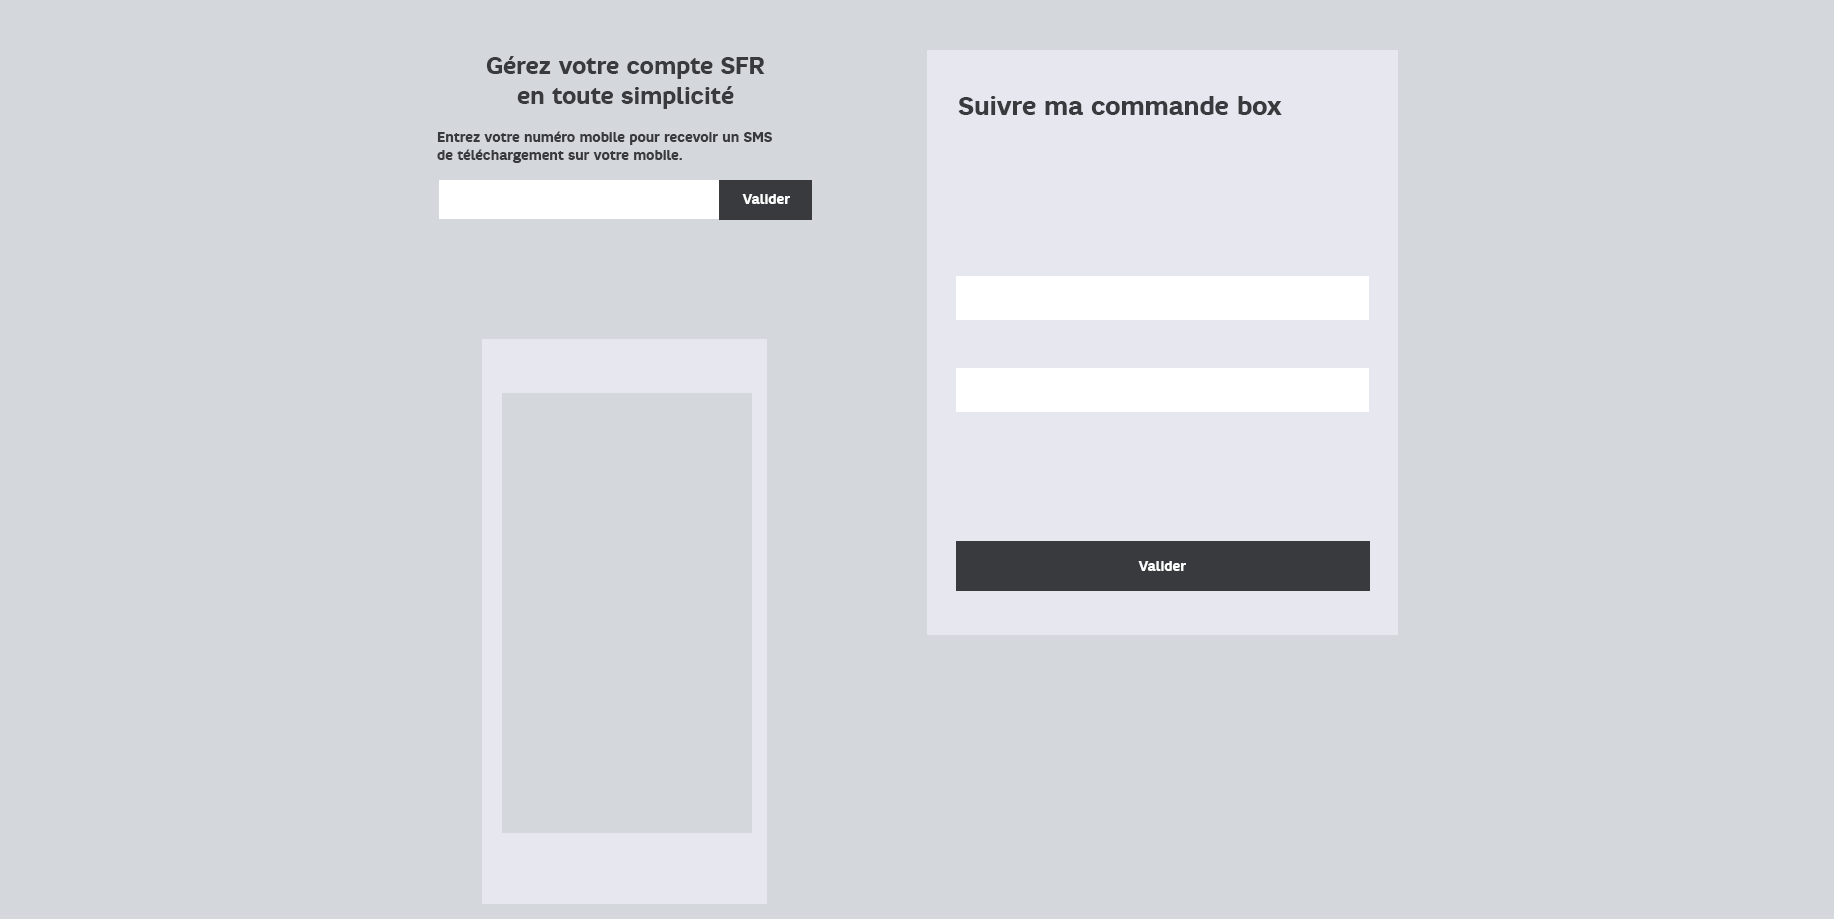 Gérez votre compte SFR
en toute simplicité
Entrez votre numéro mobile pour recevoir un SMS
de téléchargement sur votre mobile.
Valider
Suivre ma commande box
Valider